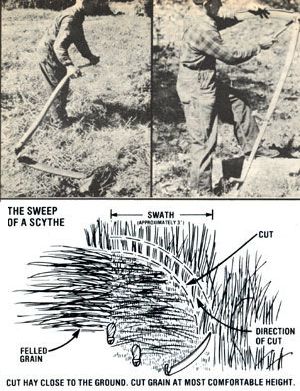 THE SWEEP
OF A SCYTHE
SWATH
(APPROXIMATELY 3')
CUT
DIRECTION
OF CUT
FELLED
GRAIN
CUT HAY CLOSE TO THE GROUND. CUT GRAIN AT MOST COMFORTABLE HEIGHT.